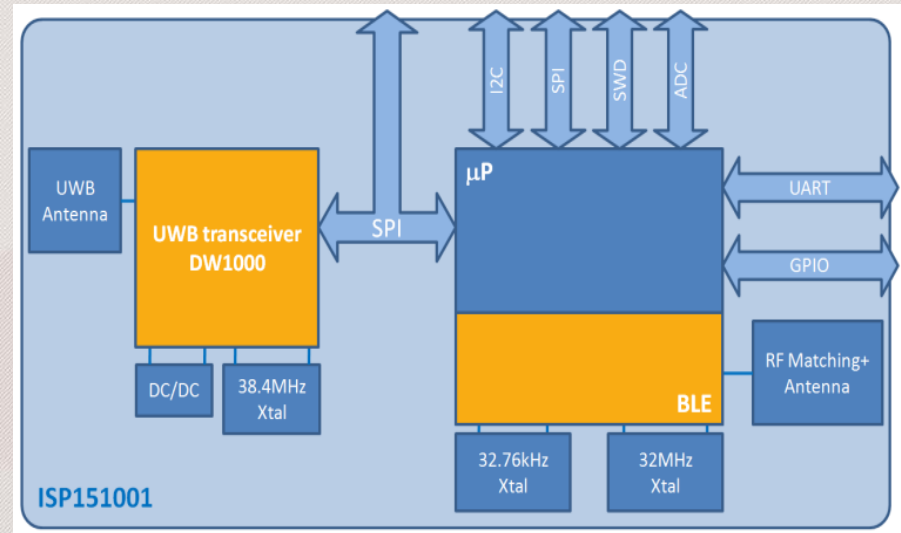 I2C
SPI
SWD
ADC
UWB
Antenna
UWB transceiver
DW1000
SPI
µP
UART
GPIO
BLE
RF Matching+
Antenna
DC/DC
38.4MHz
Xtal
32.76kHz
Xtal
32MHz
Xtal
ISP151001